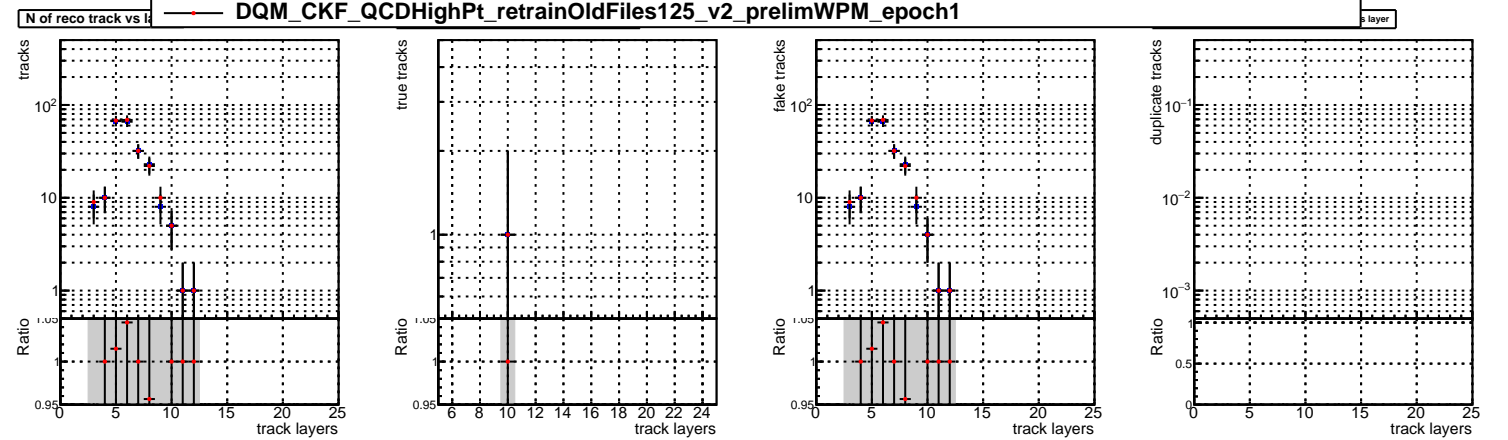 DQM_CKF_QCDHighPt_retrainOldFiles125_v2_prelimWPM_epoch1
N of reco track vs la
s layer
tracks
10²
10
1
Ratio
1.05
1
0.95
0 5 10 15 20 25
track layers
true tracks
1
Ratio
1.05
1
0.95
6 8 10 12 14 16 18 20 22 24
track layers
fake tracks
10²
10
1
Ratio
1.05
1
0.95
0 5 10 15 20 25
track layers
duplicate tracks
10⁻¹
10⁻²
10⁻³
Ratio
1
0.5
0
0 5 10 15 20 25
track layers